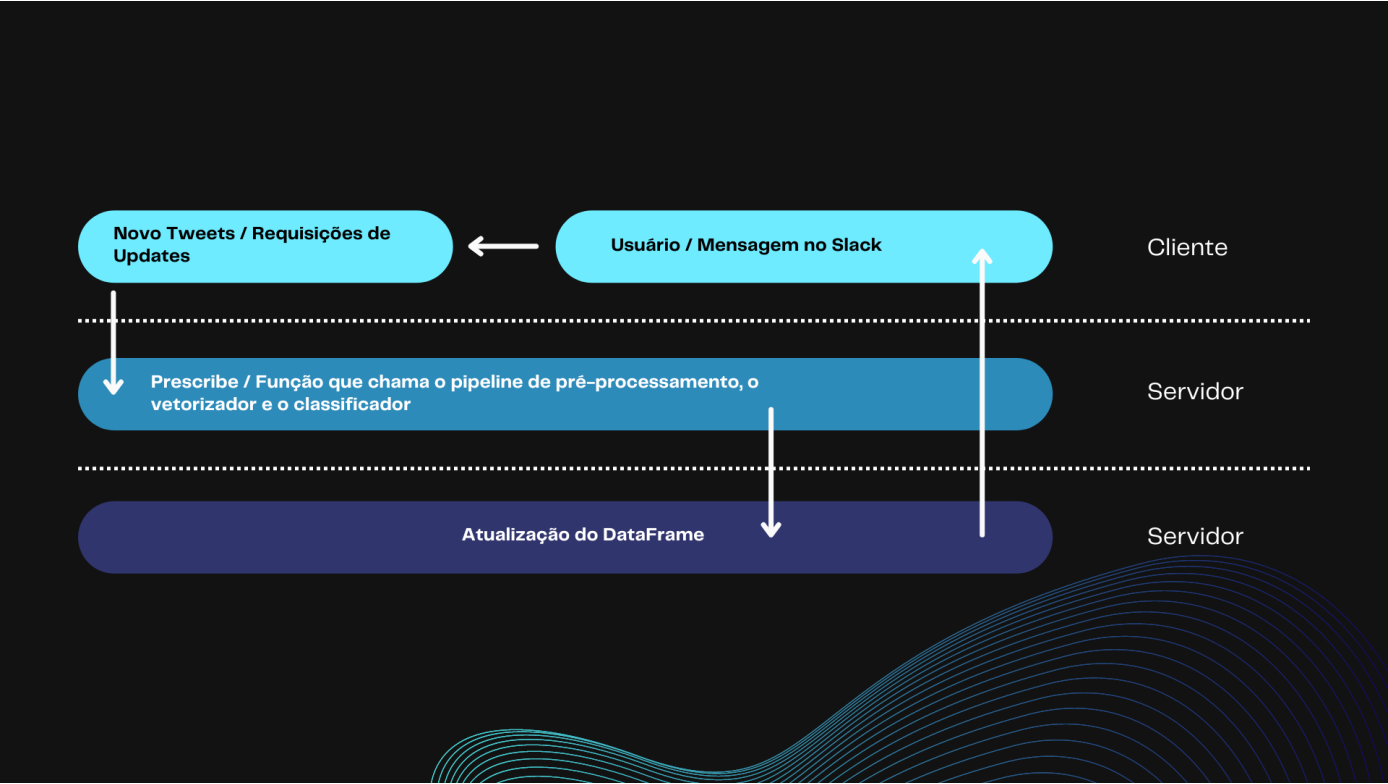 Novo Tweets / Requisições de
Updates
Usuário / Mensagem no Slack
Cliente
Prescribe / Função que chama o pipeline de pré-processamento, o
vetorizador e o classificador
Servidor
Atualização do DataFrame
Servidor